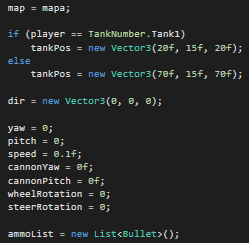 map = mapa;
if (player == TankNumber.Tank1)
tankPos = new Vector3(20f, 15f, 20f);
else
tankPos = new Vector3(70f, 15f, 70f);
dir = new Vector3(0, 0, 0);
yaw = 0;
pitch = 0;
speed = 0.1f;
cannonYaw = 0f;
cannonPitch = 0f;
wheelRotation = 0;
steerRotation = 0;
ammoList = new List<Bullet>();